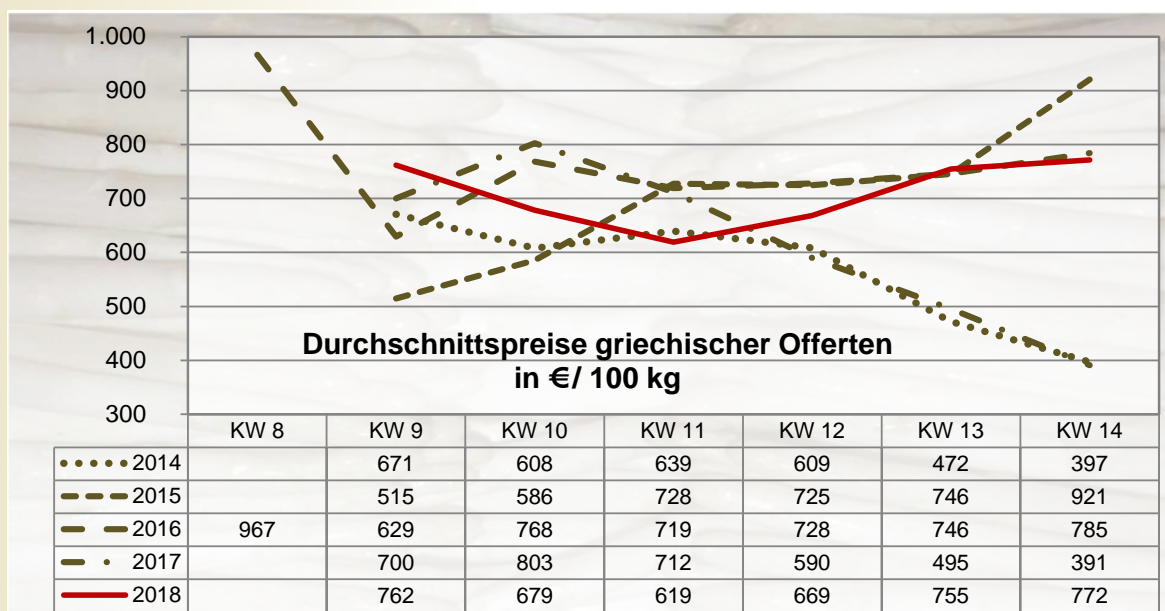 1.000
900
800
700
600
500
400
300
Durchschnittspreise griechischer Offerten
in €/ 100 kg
KW 8 KW 9 KW 10 KW 11 KW 12 KW 13 KW 14
2014 671 608 639 609 472 397
2015 515 586 728 725 746 921
2016 967 629 768 719 728 746 785
2017 700 803 712 590 495 391
2018 762 679 619 669 755 772